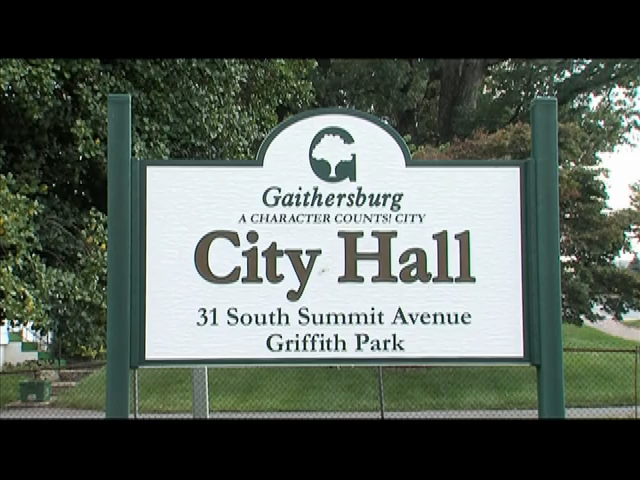 G
Gaithersburg
A CHARACTER COUNTS! CITY
City Hall
31 South Summit Avenue
Griffith Park